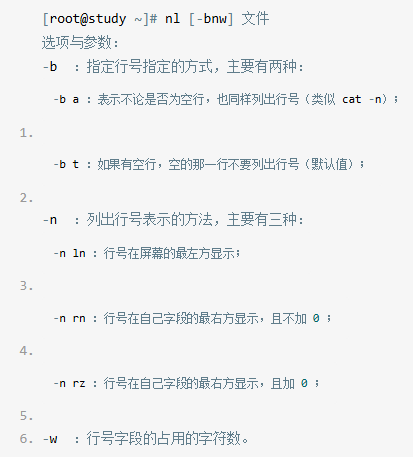 [root@study ~]# nl [-bnw] 文件
选项与参数：
-b  ：指定行号指定的方式，主要有两种：
-b a ：表示不论是否为空行，也同样列出行号（类似 cat -n）；
1.
-b t ：如果有空行，空的那一行不要列出行号（默认值）；
2.
-n  ：列出行号表示的方法，主要有三种：
-n ln ：行号在屏幕的最左方显示；
3.
-n rn ：行号在自己字段的最右方显示，且不加 0 ；
4.
-n rz ：行号在自己字段的最右方显示，且加 0 ；
5.
6. -w  ：行号字段的占用的字符数。